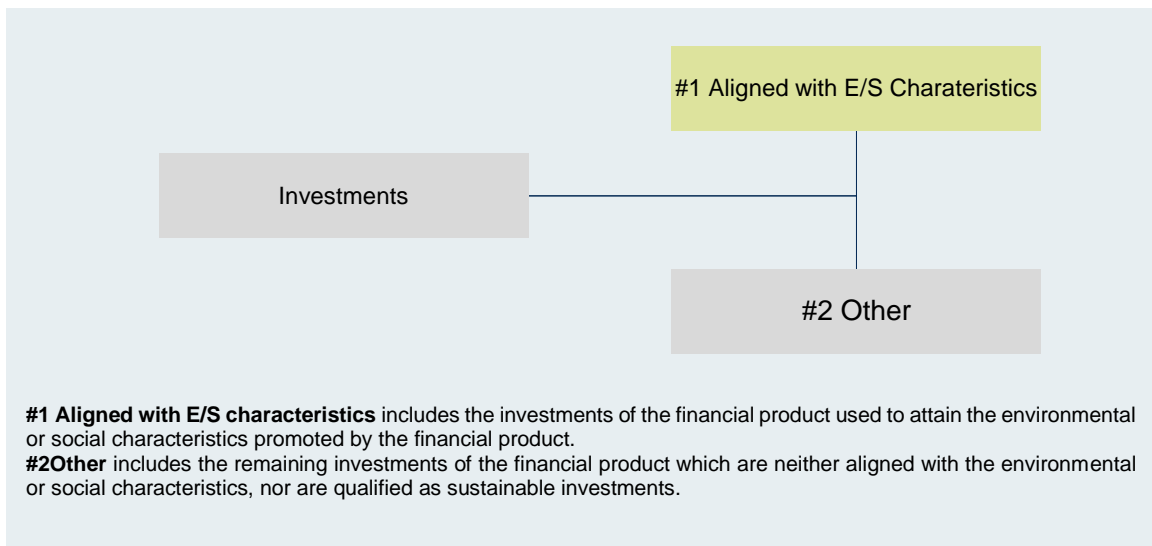 #1 Aligned with E/S Charateristics
Investments
#2 Other
#1 Aligned with E/S characteristics includes the investments of the financial product used to attain the environmental
or social characteristics promoted by the financial product.
#2Other includes the remaining investments of the financial product which are neither aligned with the environmental
or social characteristics, nor are qualified as sustainable investments.